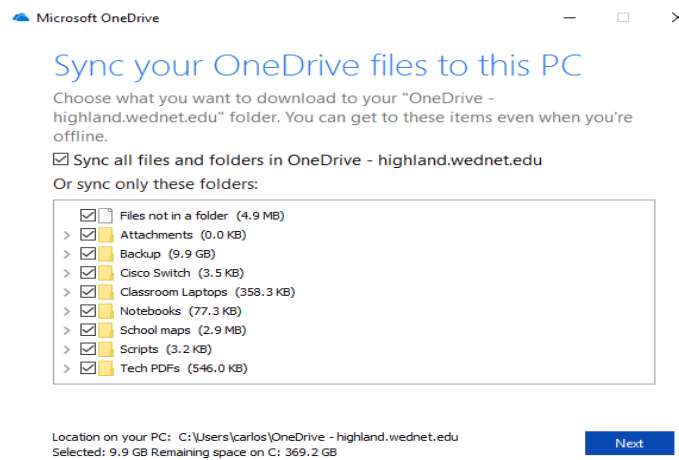 Microsoft OneDrive
Sync your OneDrive files to this PC
Choose what you want to download to your "OneDrive -
highland.wednet.edu" folder. You can get to these items even when you're
offline.
Sync all files and folders in OneDrive - highland.wednet.edu
Or sync only these folders:
Files not in a folder (4.9 MB)
Attachments (0.0 KB)
Backup (9.9 GB)
Cisco Switch (3.5 KB)
Classroom Laptops (358.3 KB)
Notebooks (77.3 KB)
School maps (2.9 MB)
Scripts (3.2 KB)
Tech PDFs (546.0 KB)
Location on your PC: C:\Users\carlos\OneDrive - highland.wednet.edu
Selected: 9.9 GB Remaining space on C: 369.2 GB
Next